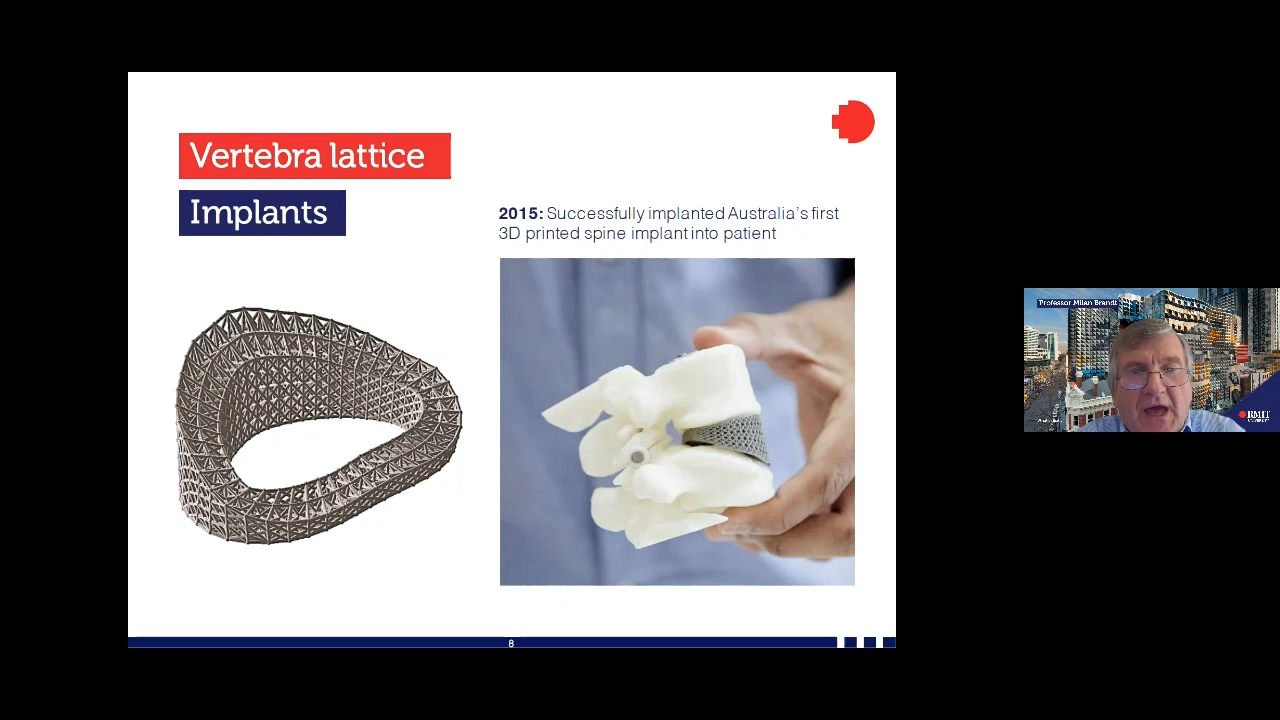 Vertebra lattice
Implants
2015: Successfully implanted Australia's first
3D printed spine implant into patient
8
Professor Milan Brandt
RMIT
UNIVERSITY